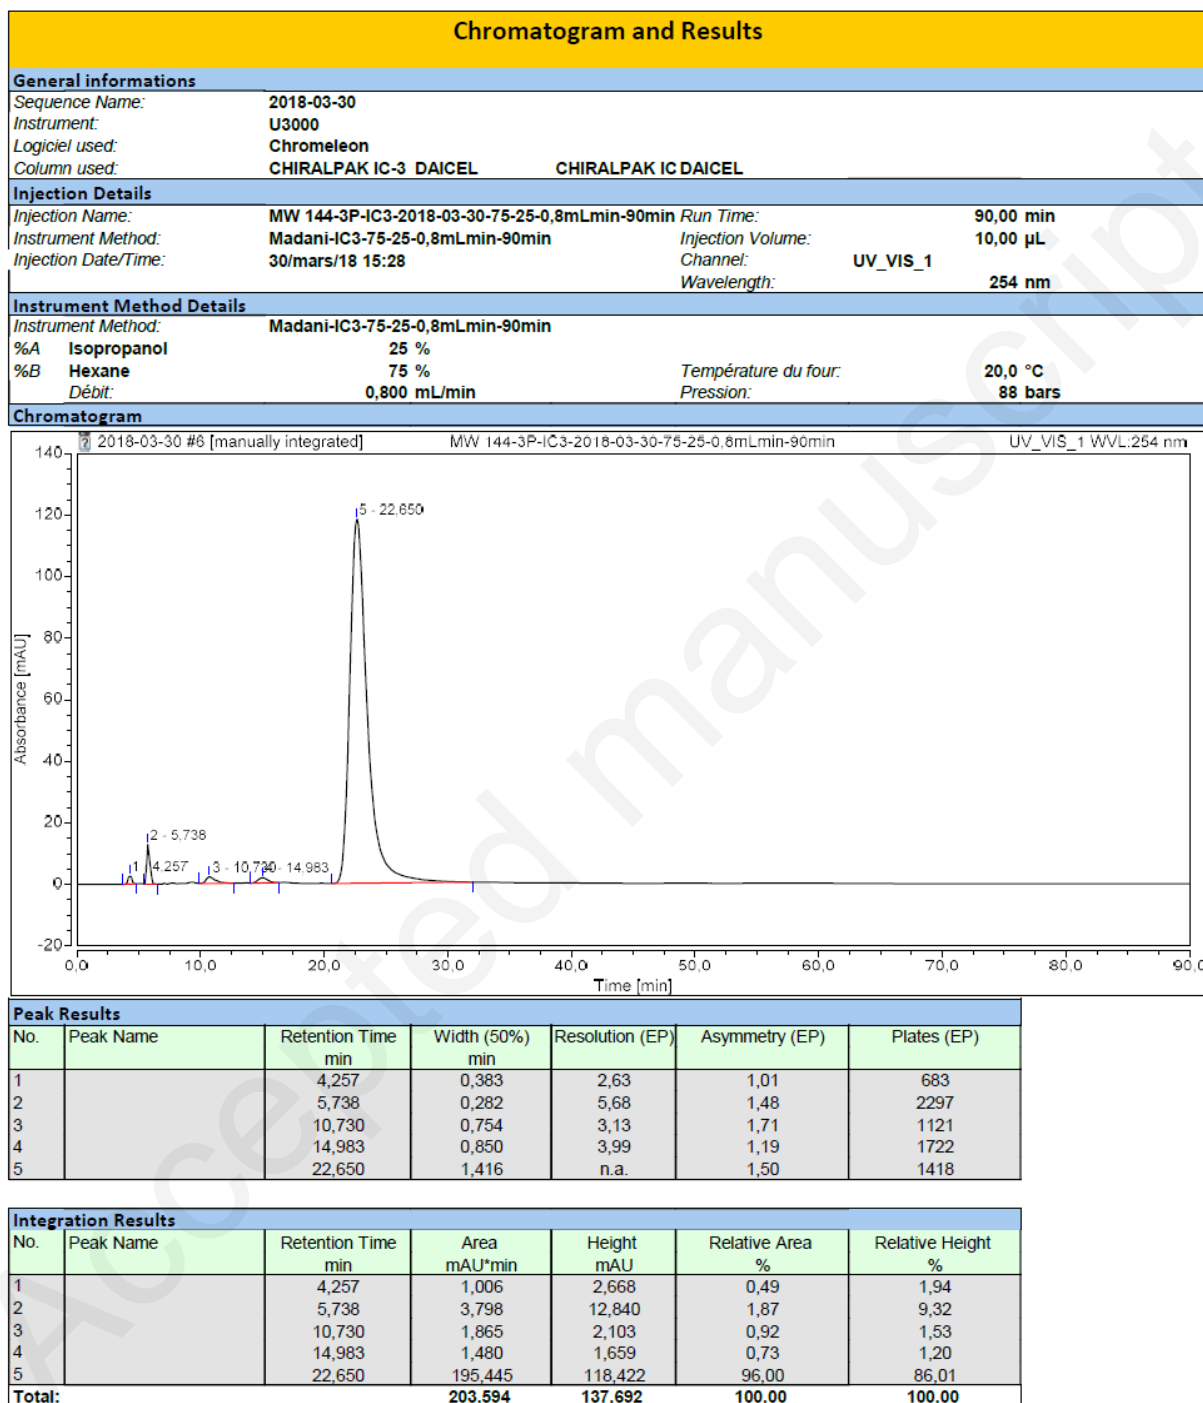 Chromatogram and Results
General informations
Sequence Name: 2018-03-30
Instrument: U3000
Logiciel used: Chromeleon
Column used: CHIRALPAK IC-3 DAICEL CHIRALPAK IC DAICEL
Injection Details
Injection Name: MW 144-3P-IC3-2018-03-30-75-25-0,8mLmin-90min Run Time: 90,00 min
Instrument Method: Madani-IC3-75-25-0,8mLmin-90min Injection Volume: 10,00 µL
Injection Date/Time: 30/mars/18 15:28 Channel: UV_VIS_1
Wavelength: 254 nm
Instrument Method Details
Instrument Method: Madani-IC3-75-25-0,8mLmin-90min
%A Isopropanol 25 %
%B Hexane 75 % Température du four: 20,0 °C
Débit: 0,800 mL/min Pression: 88 bars
Chromatogram
2018-03-30 #6 [manually integrated] MW 144-3P-IC3-2018-03-30-75-25-0,8mLmin-90min UV_VIS_1 WVL:254 nm
140
120
100
80
60
40
20
0
-20
Absorbance [mAU]
5 - 22,650
2 - 5,738
1 4,257
3 - 10,730
4 - 14,983
0,0 10,0 20,0 30,0 40,0 50,0 60,0 70,0 80,0 90,0
Time [min]
Peak Results
No. Peak Name Retention Time Width (50%) Resolution (EP) Asymmetry (EP) Plates (EP)
min min
1 4,257 0,383 2,63 1,01 683
2 5,738 0,282 5,68 1,48 2297
3 10,730 0,754 3,13 1,71 1121
4 14,983 0,850 3,99 1,19 1722
5 22,650 1,416 n.a. 1,50 1418
Integration Results
No. Peak Name Retention Time Area Height Relative Area Relative Height
min mAU*min mAU % %
1 4,257 1,006 2,668 0,49 1,94
2 5,738 3,798 12,840 1,87 9,32
3 10,730 1,865 2,103 0,92 1,53
4 14,983 1,480 1,659 0,73 1,20
5 22,650 195,445 118,422 96,00 86,01
Total: 203,594 137,692 100,00 100,00
Accepted manuscript